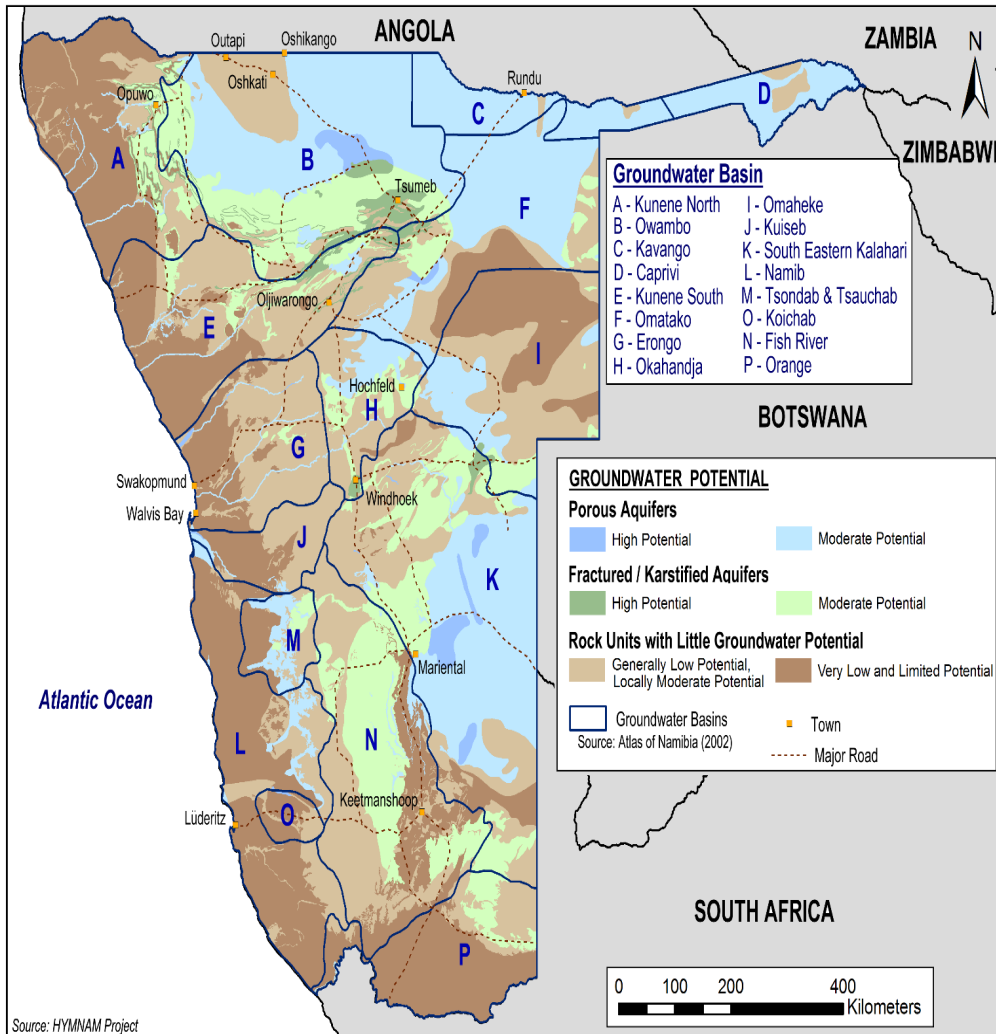 ANGOLA
ZAMBIA
N
ZIMBABWE
Outapi
Oshikango
Oshkati
Opuwo
Rundu
A
B
C
D
Tsumeb
F
Groundwater Basin
A - Kunene North
B - Owambo
C - Kavango
D - Caprivi
E - Kunene South
F - Omatako
G - Erongo
H - Okahandja
I - Omaheke
J - Kuiseb
K - South Eastern Kalahari
L - Namib
M - Tsondab & Tsauchab
O - Koichab
N - Fish River
P - Orange
Oljiwarongo
E
I
Hochfeld
H
BOTSWANA
G
Swakopmund
Walvis Bay
Windhoek
J
K
M
Mariental
Atlantic Ocean
L
N
Keetmanshoop
Lüderitz
O
P
GROUNDWATER POTENTIAL
Porous Aquifers
High Potential
Moderate Potential
Fractured / Karstified Aquifers
High Potential
Moderate Potential
Rock Units with Little Groundwater Potential
Generally Low Potential,
Locally Moderate Potential
Very Low and Limited Potential
Groundwater Basins
Source: Atlas of Namibia (2002)
Town
Major Road
SOUTH AFRICA
0 100 200 400
Kilometers
Source: HYMNAM Project